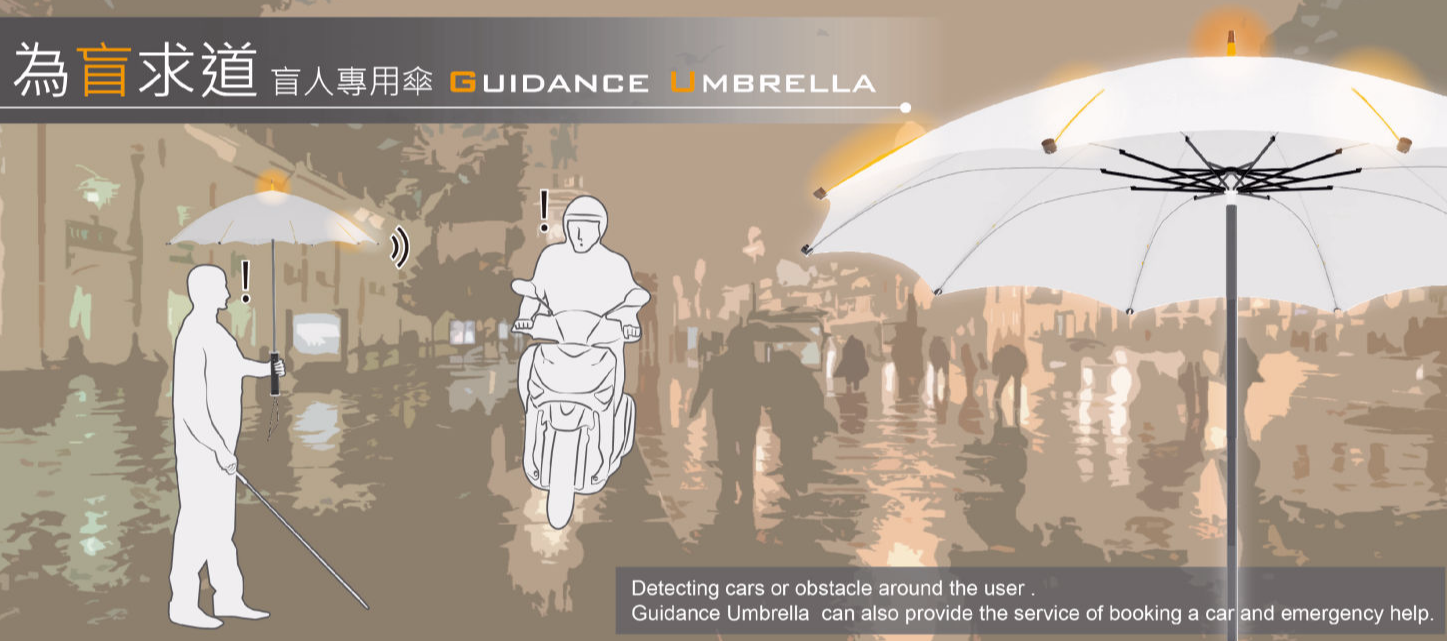 為盲求道 盲人專用傘 GUIDANCE UMBRELLA
!
!
Detecting cars or obstacle around the user .
Guidance Umbrella can also provide the service of booking a car and emergency help.